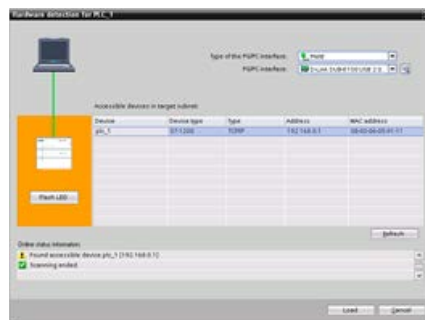 Hardware detection for PLC_1
Type of the PG/PC interface:
PN/IE
PG/PC interface:
Accessible devices in target subnet:
Device
Device type
Type
Address
MAC address
plc_1
S7-1200
TCP/IP
192.168.0.1
Flash LED
Refresh
Online status information:
Found accessible device plc_1 [192.168.0.1]
Scanning ended
Load
Cancel